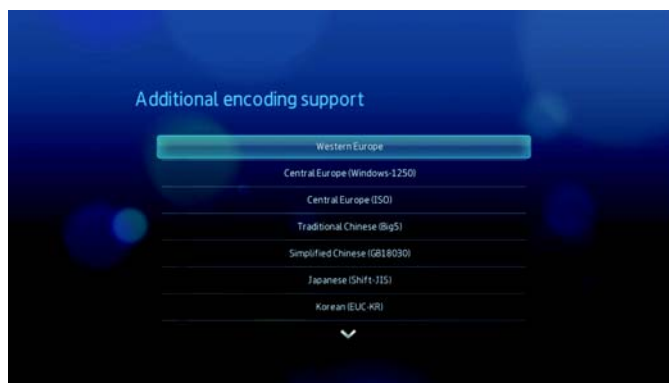 Additional encoding support
Western Europe
Central Europe (Windows-1250)
Central Europe (ISO)
Traditional Chinese (Big5)
Simplified Chinese (GB18030)
Japanese (Shift-JIS)
Korean (EUC-KR)